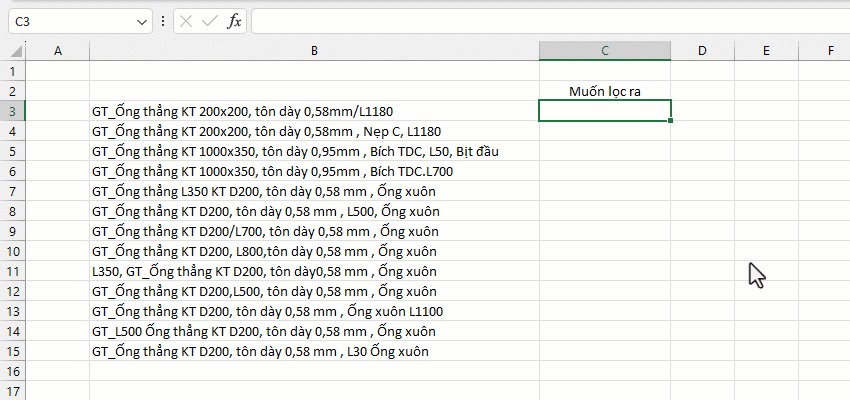 C3
fx
A B C D E F
1
2 Muốn lọc ra
3 GT_Ống thẳng KT 200x200, tôn dày 0,58mm/L1180
4 GT_Ống thẳng KT 200x200, tôn dày 0,58mm , Nẹp C, L1180
5 GT_Ống thẳng KT 1000x350, tôn dày 0,95mm , Bích TDC, L50, Bịt đầu
6 GT_Ống thẳng KT 1000x350, tôn dày 0,95mm , Bích TDC.L700
7 GT_Ống thẳng L350 KT D200, tôn dày 0,58 mm , Ống xuôn
8 GT_Ống thẳng KT D200, tôn dày 0,58 mm , L500, Ống xuôn
9 GT_Ống thẳng KT D200/L700, tôn dày 0,58 mm , Ống xuôn
10 GT_Ống thẳng KT D200, L800,tôn dày 0,58 mm , Ống xuôn
11 L350, GT_Ống thẳng KT D200, tôn dày0,58 mm , Ống xuôn
12 GT_Ống thẳng KT D200,L500, tôn dày 0,58 mm , Ống xuôn
13 GT_Ống thẳng KT D200, tôn dày 0,58 mm , Ống xuôn L1100
14 GT_L500 Ống thẳng KT D200, tôn dày 0,58 mm , Ống xuôn
15 GT_Ống thẳng KT D200, tôn dày 0,58 mm , L30 Ống xuôn
16
17